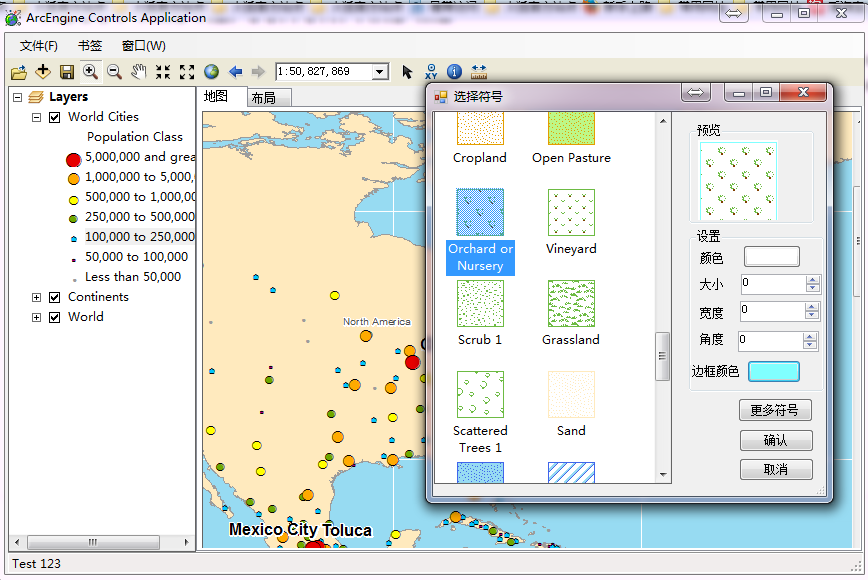 ArcEngine Controls Application
文件(F) 书签 窗口(W)
1:50,827,869
XY
Layers
World Cities
Population Class
5,000,000 and grea
1,000,000 to 5,000,
500,000 to 1,000,0
250,000 to 500,000
100,000 to 250,000
50,000 to 100,000
Less than 50,000
Continents
World
地图 布局
North America
Mexico City Toluca
选择符号
Cropland
Open Pasture
Orchard or
Nursery
Vineyard
Scrub 1
Grassland
Scattered
Trees 1
Sand
预览
设置
颜色
大小 0
宽度 0
角度 0
边框颜色
更多符号
确认
取消
Test 123